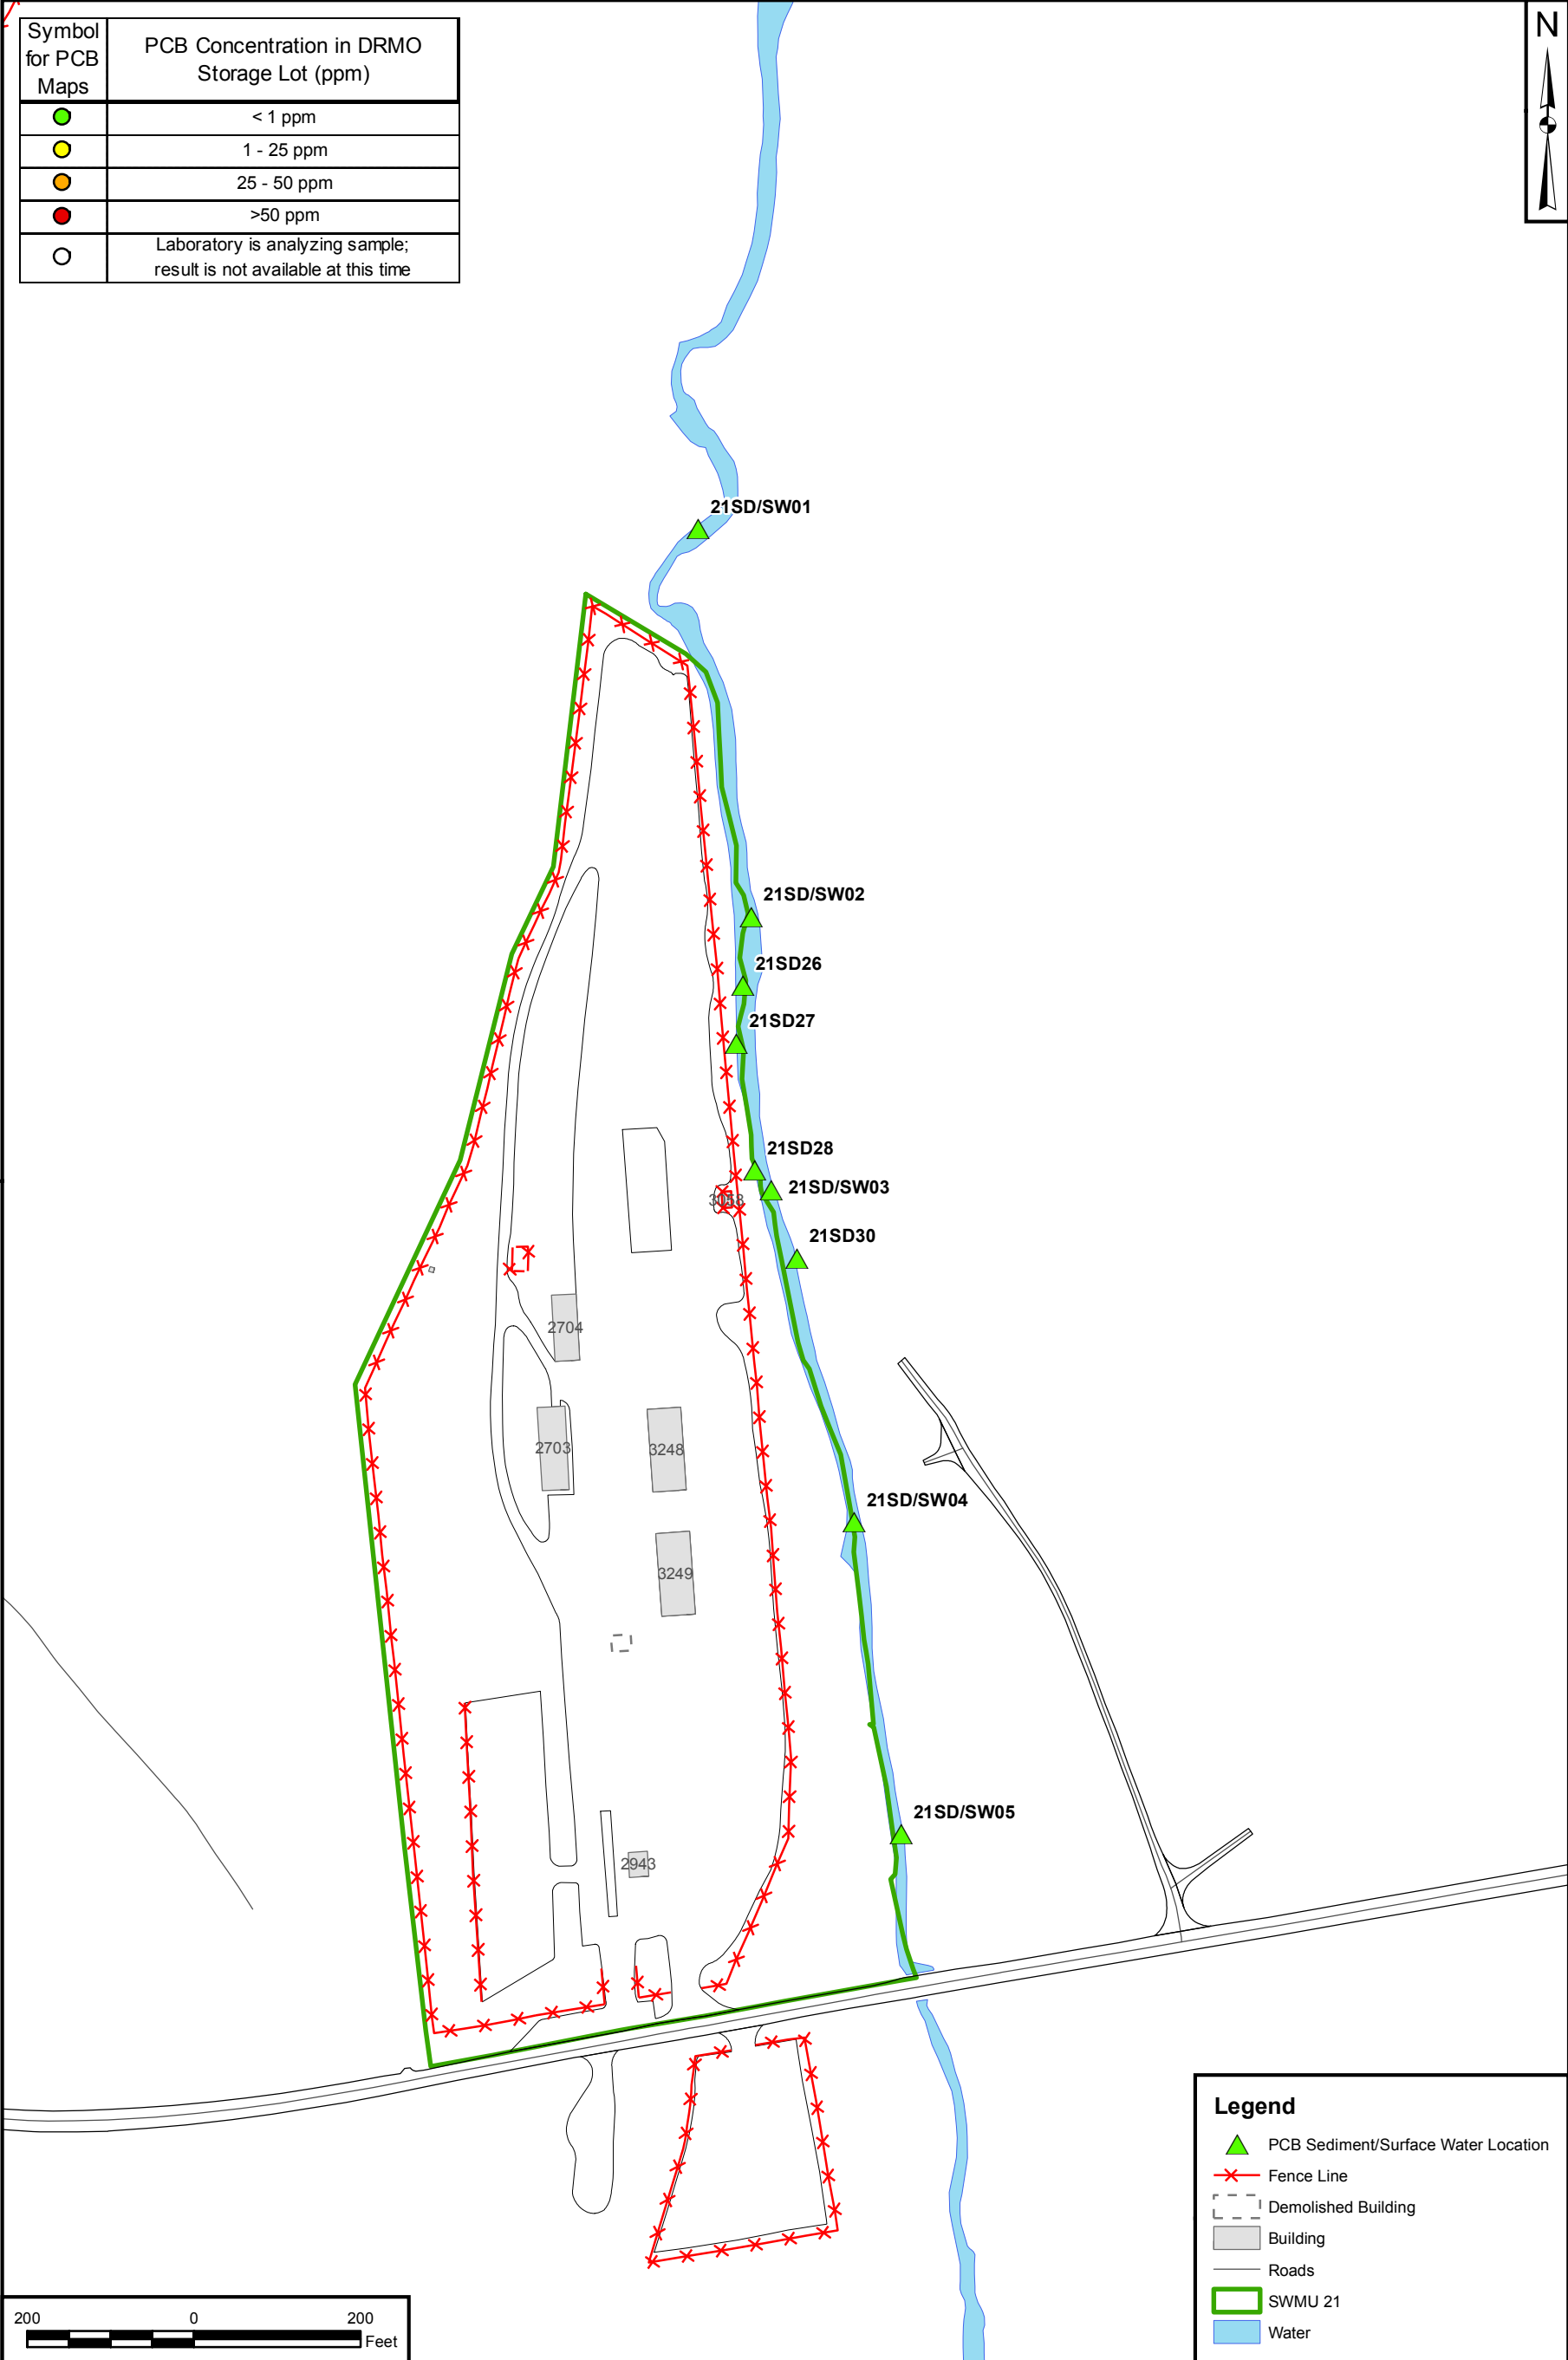 Symbol
for PCB
Maps
PCB Concentration in DRMO
Storage Lot (ppm)
< 1 ppm
1 - 25 ppm
25 - 50 ppm
>50 ppm
Laboratory is analyzing sample;
result is not available at this time
N
21SD/SW01
21SD/SW02
21SD26
21SD27
21SD28
21SD/SW03
3058
21SD30
2704
2703
3248
21SD/SW04
3249
21SD/SW05
2943
Legend
PCB Sediment/Surface Water Location
Fence Line
Demolished Building
Building
Roads
SWMU 21
Water
200 0 200
Feet